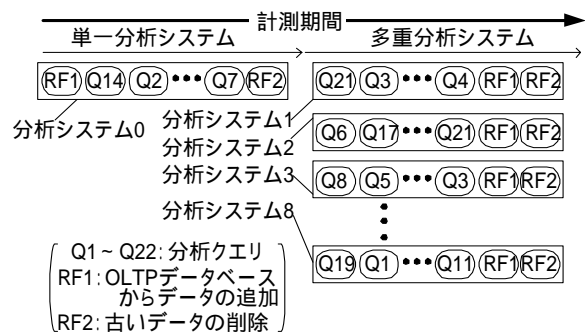 計測期間
単一分析システム
多重分析システム
RF1 Q14 Q2 ••• Q7 RF2
分析システム0
Q21 Q3 ••• Q4 RF1 RF2
分析システム1
Q6 Q17 ••• Q21 RF1 RF2
分析システム2
Q8 Q5 ••• Q3 RF1 RF2
分析システム3
Q19 Q1 ••• Q11 RF1 RF2
分析システム8
Q1~Q22:分析クエリ
RF1:OLTPデータベース
からデータの追加
RF2:古いデータの削除